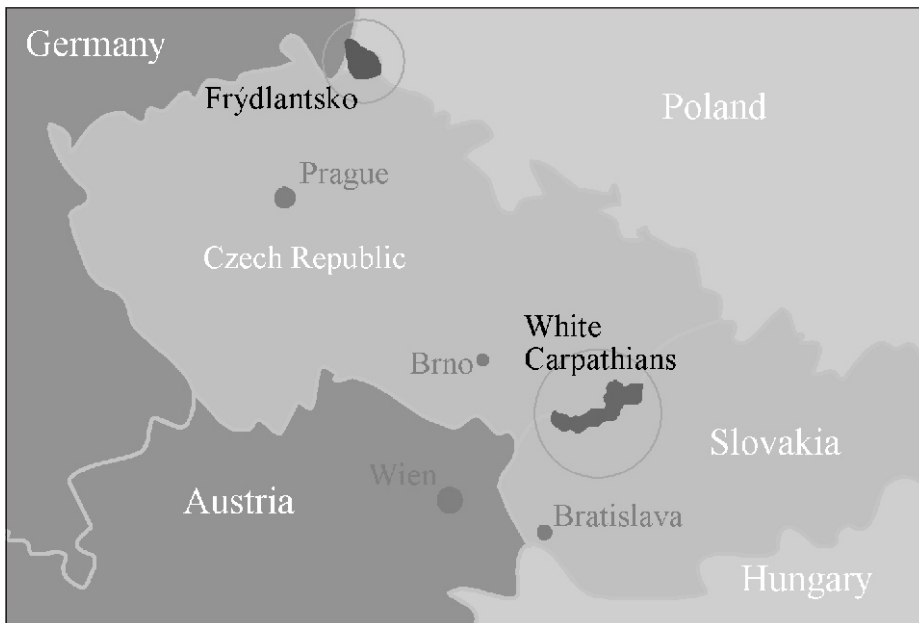 Germany
Frýdlantsko
Poland
Prague
Czech Republic
White
Carpathians
Brno
Slovakia
Wien
Austria
Bratislava
Hungary